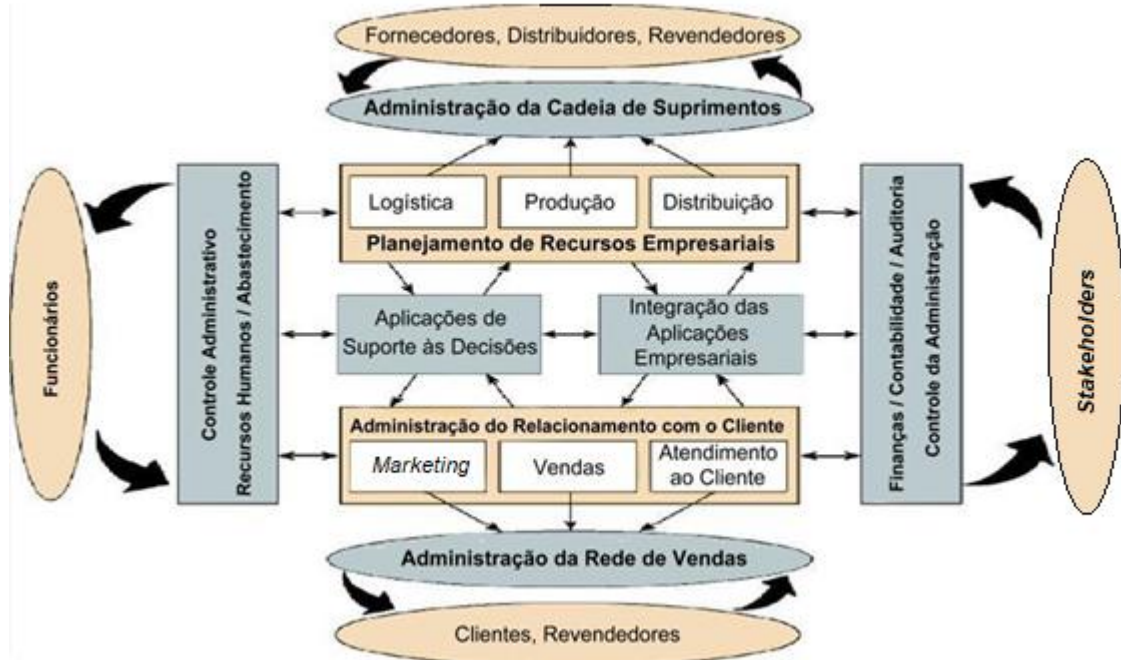 Fornecedores, Distribuidores, Revendedores
Administração da Cadeia de Suprimentos
Funcionários
Controle Administrativo
Recursos Humanos / Abastecimento
Logística
Produção
Distribuição
Planejamento de Recursos Empresariais
Aplicações de
Suporte às Decisões
Integração das
Aplicações
Empresariais
Administração do Relacionamento com o Cliente
Marketing
Vendas
Atendimento
ao Cliente
Finanças / Contabilidade / Auditoria
Controle da Administração
Stakeholders
Administração da Rede de Vendas
Clientes, Revendedores